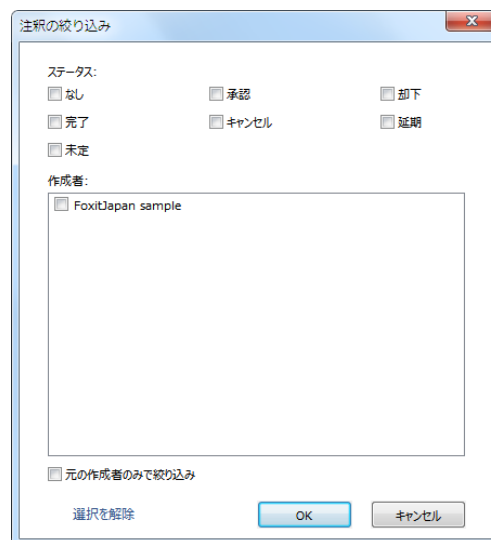 注釈の絞り込み
ステータス:
なし 承認 却下
完了 キャンセル 延期
未定
作成者:
FoxitJapan sample
元の作成者のみで絞り込み
選択を解除 OK キャンセル